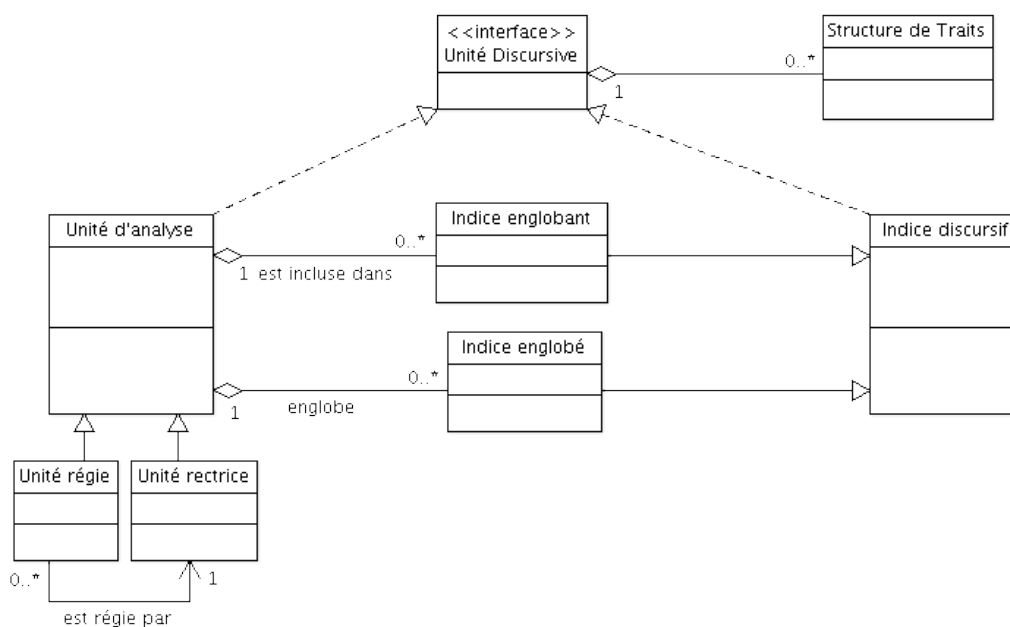 <<interface>>
Unité Discursive
Structure de Traits
0..*
1
Unité d'analyse
Indice englobant
Indice discursif
0..*
1 est incluse dans
Indice englobé
0..*
1
englobe
Unité régie
Unité rectrice
0..*
1
est régie par